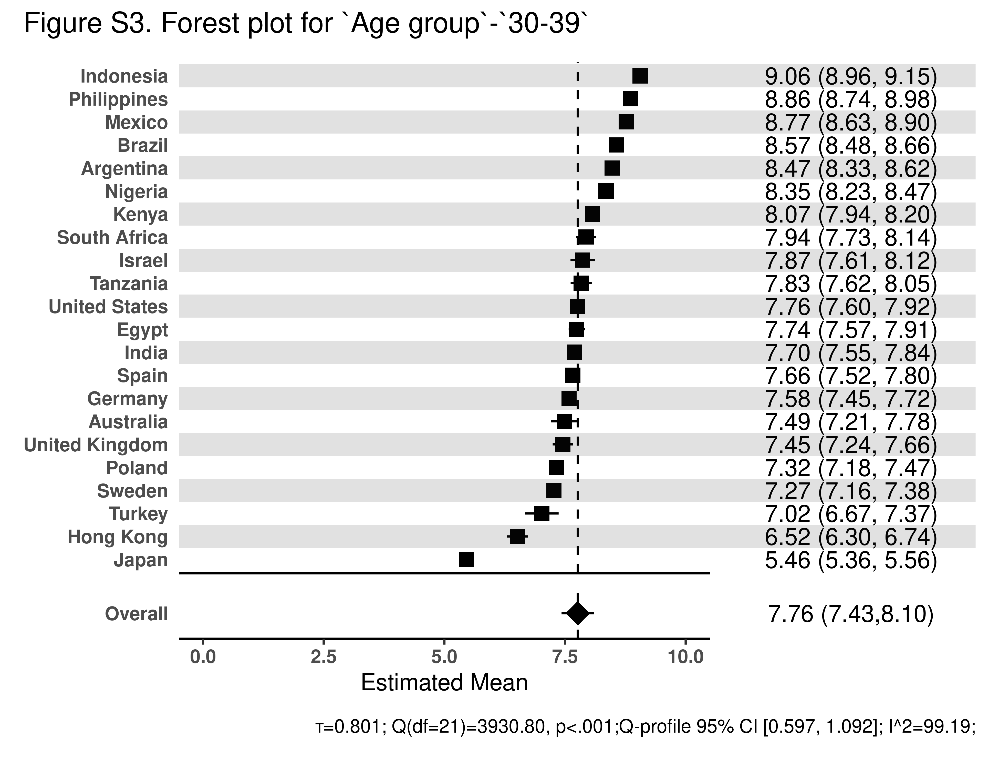 Figure S3. Forest plot for `Age group`-`30-39`
Indonesia 9.06 (8.96, 9.15)
Philippines 8.86 (8.74, 8.98)
Mexico 8.77 (8.63, 8.90)
Brazil 8.57 (8.48, 8.66)
Argentina 8.47 (8.33, 8.62)
Nigeria 8.35 (8.23, 8.47)
Kenya 8.07 (7.94, 8.20)
South Africa 7.94 (7.73, 8.14)
Israel 7.87 (7.61, 8.12)
Tanzania 7.83 (7.62, 8.05)
United States 7.76 (7.60, 7.92)
Egypt 7.74 (7.57, 7.91)
India 7.70 (7.55, 7.84)
Spain 7.66 (7.52, 7.80)
Germany 7.58 (7.45, 7.72)
Australia 7.49 (7.21, 7.78)
United Kingdom 7.45 (7.24, 7.66)
Poland 7.32 (7.18, 7.47)
Sweden 7.27 (7.16, 7.38)
Turkey 7.02 (6.67, 7.37)
Hong Kong 6.52 (6.30, 6.74)
Japan 5.46 (5.36, 5.56)
Overall 7.76 (7.43,8.10)
0.0 2.5 5.0 7.5 10.0
Estimated Mean
τ=0.801; Q(df=21)=3930.80, p<.001;Q-profile 95% CI [0.597, 1.092]; I^2=99.19;